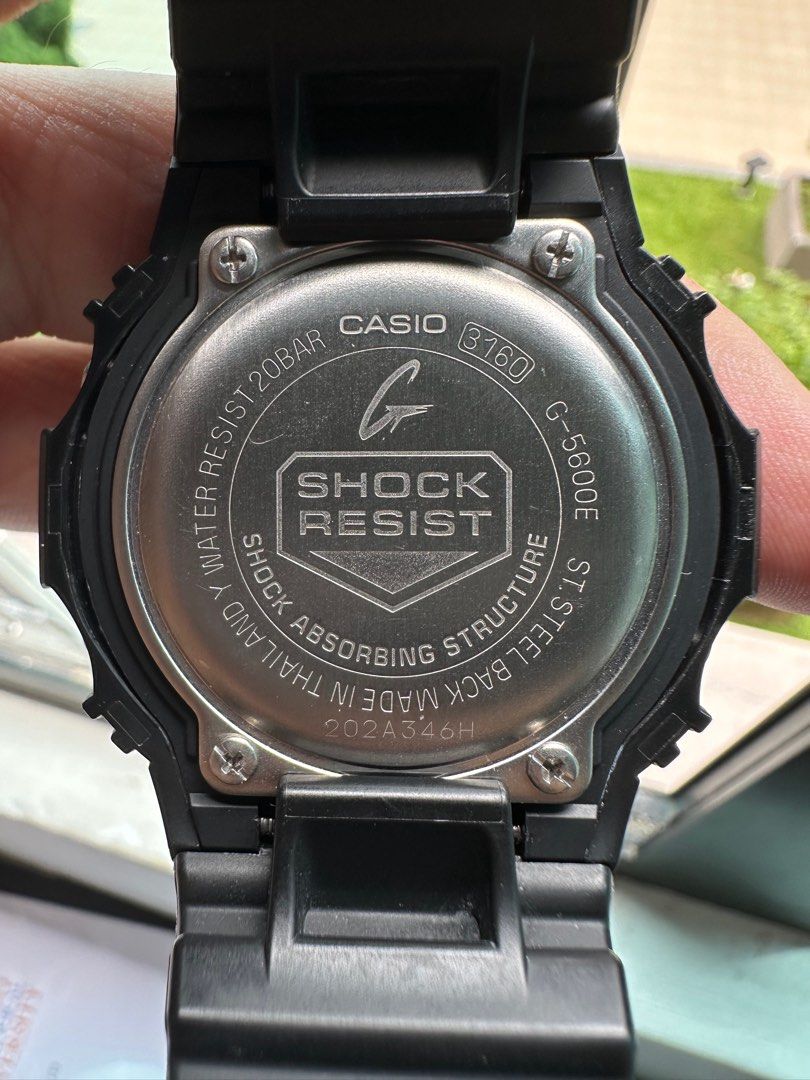 CASIO 3160
G-5600E ST. STEEL BACK MADE IN THAILAND Y WATER RESIST 20BAR
G
SHOCK
RESIST
SHOCK ABSORBING STRUCTURE
202A346H